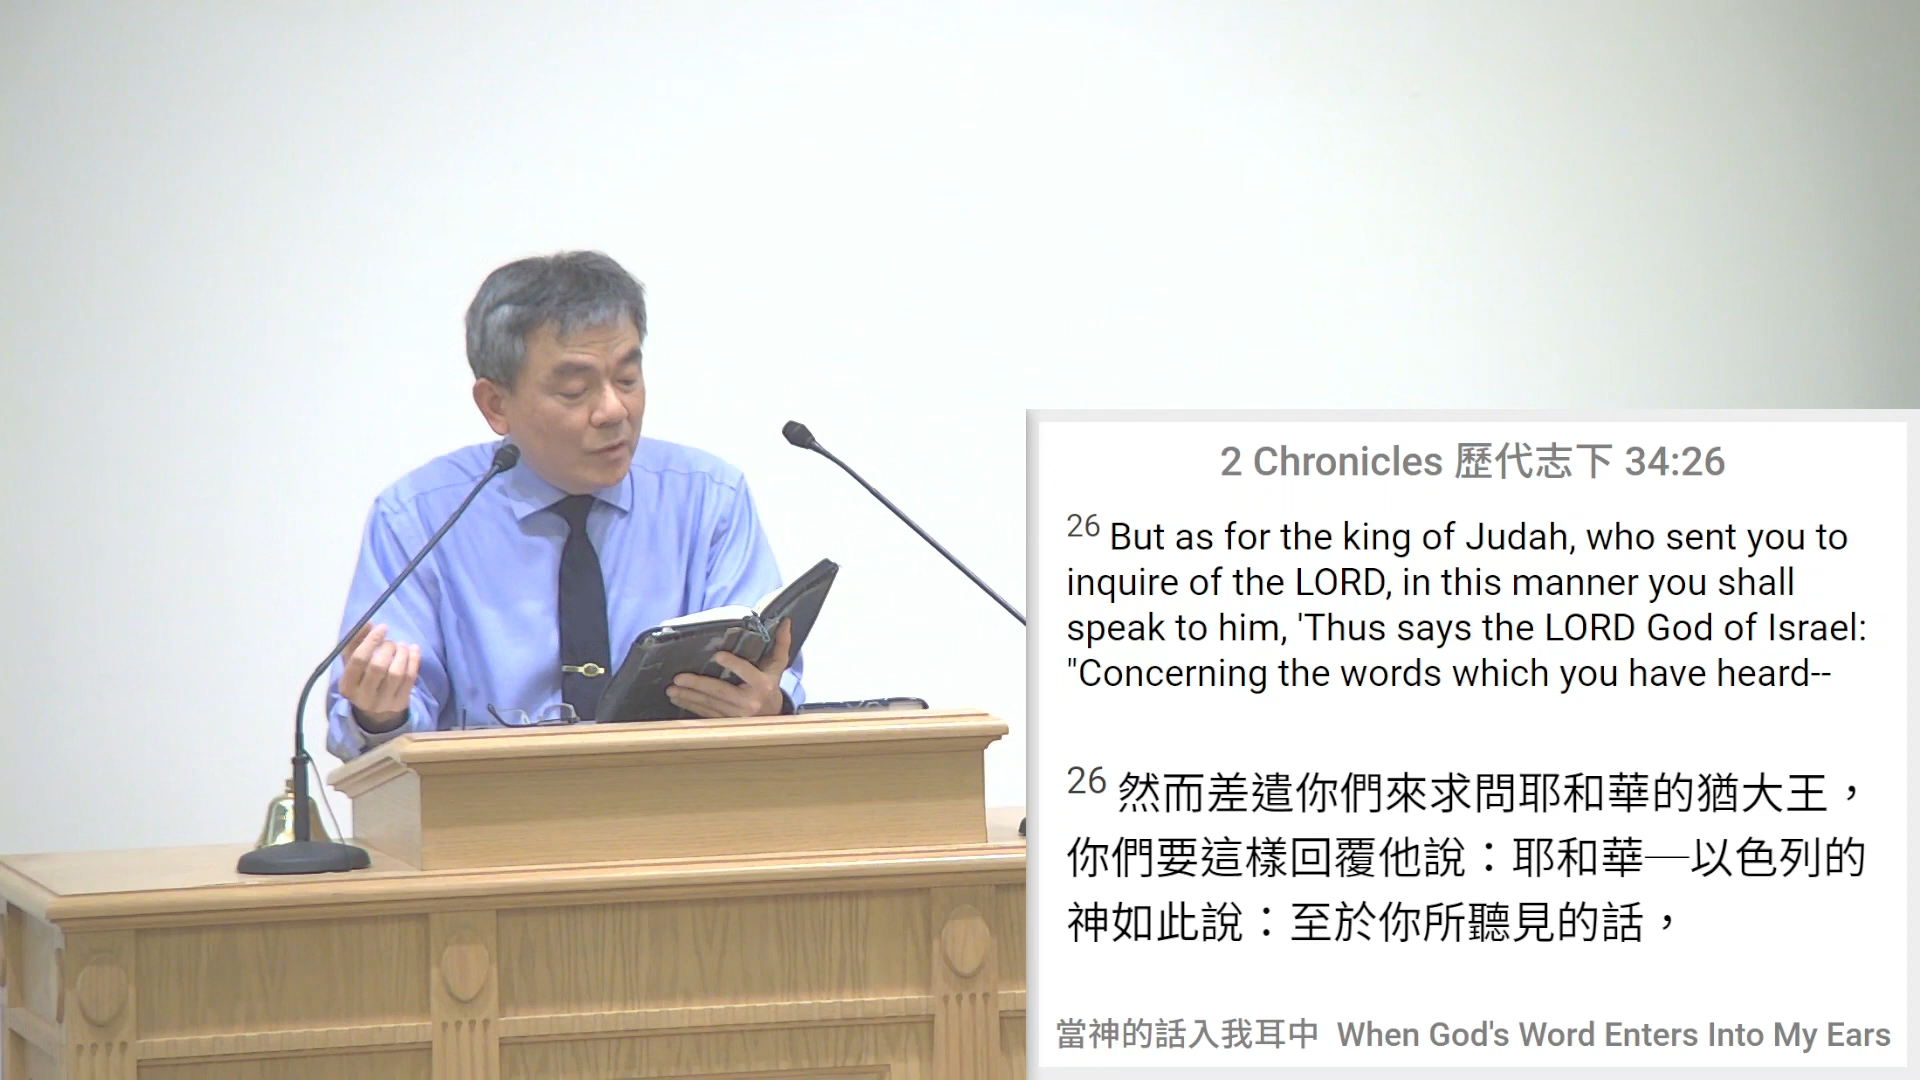 2 Chronicles 歷代志下 34:26
26 But as for the king of Judah, who sent you to
inquire of the LORD, in this manner you shall
speak to him, 'Thus says the LORD God of Israel:
"Concerning the words which you have heard--
26 然而差遣你們來求問耶和華的猶大王，
你們要這樣回覆他說：耶和華─以色列的
神如此說：至於你所聽見的話，
當神的話入我耳中 When God's Word Enters Into My Ears